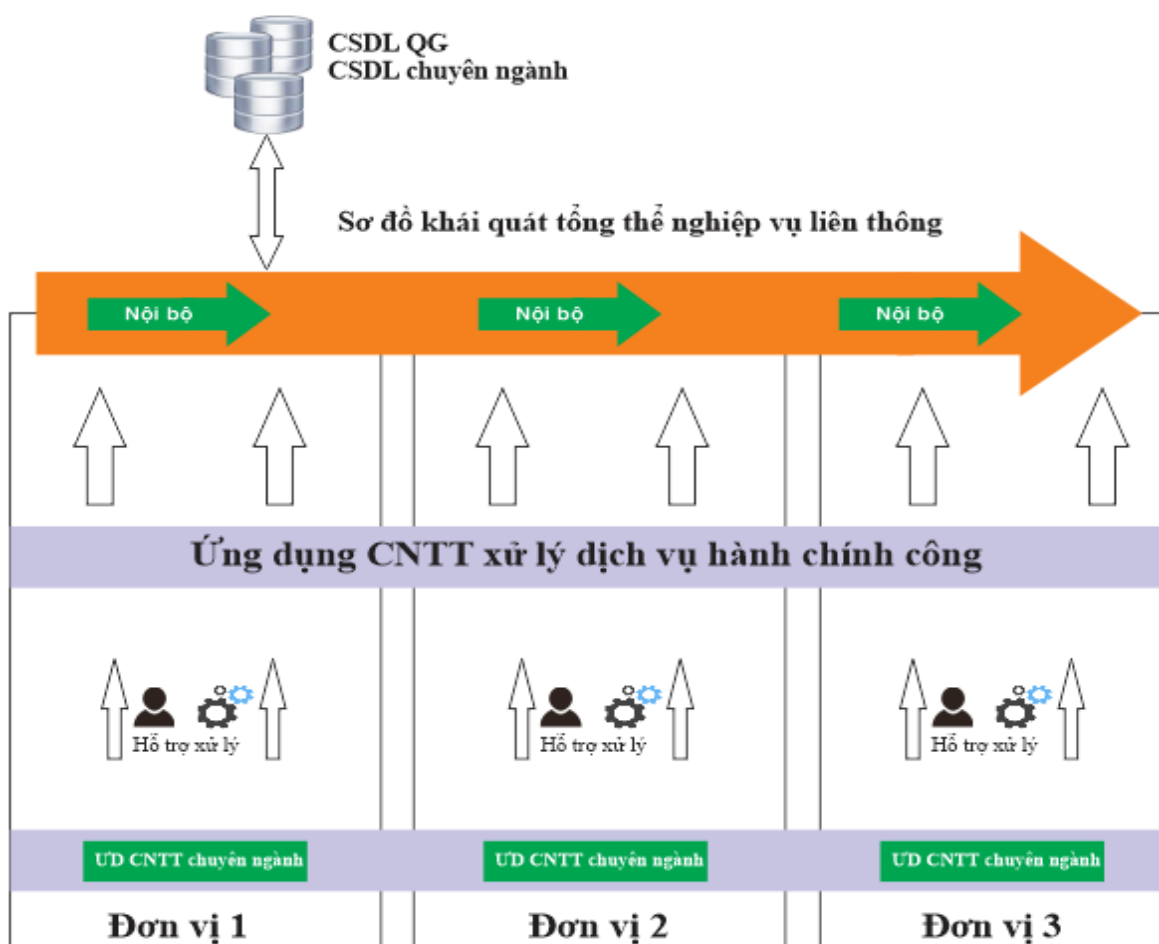 CSDL QG
CSDL chuyên ngành
Sơ đồ khái quát tổng thể nghiệp vụ liên thông
Nội bộ
Nội bộ
Nội bộ
Ứng dụng CNTT xử lý dịch vụ hành chính công
Hỗ trợ xử lý
Hỗ trợ xử lý
Hỗ trợ xử lý
ƯD CNTT chuyên ngành
ƯD CNTT chuyên ngành
ƯD CNTT chuyên ngành
Đơn vị 1
Đơn vị 2
Đơn vị 3